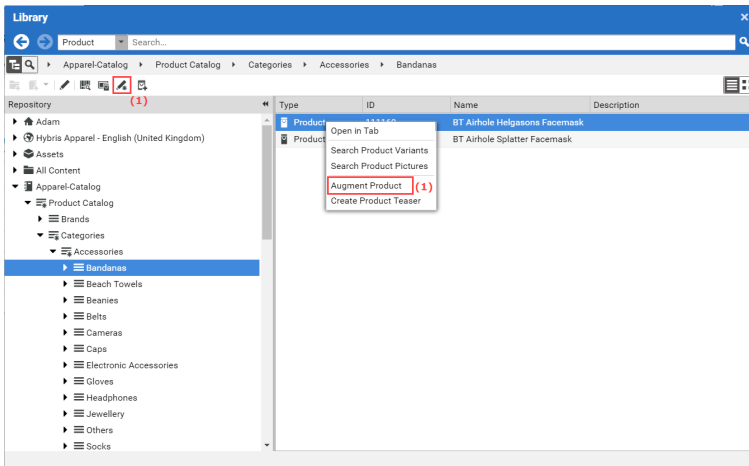 Library
Product Search...
Apparel-Catalog Product Catalog Categories Accessories Bandanas
(1)
Repository
Type ID Name Description
Adam
Hybris Apparel - English (United Kingdom)
Assets
All Content
Apparel-Catalog
Product Catalog
Brands
Categories
Accessories
Bandanas
Beach Towels
Beanies
Belts
Cameras
Caps
Electronic Accessories
Gloves
Headphones
Jewellery
Others
Socks
Product BT Airhole Helgasons Facemask
Product BT Airhole Splatter Facemask
Open in Tab
Search Product Variants
Search Product Pictures
Augment Product (1)
Create Product Teaser